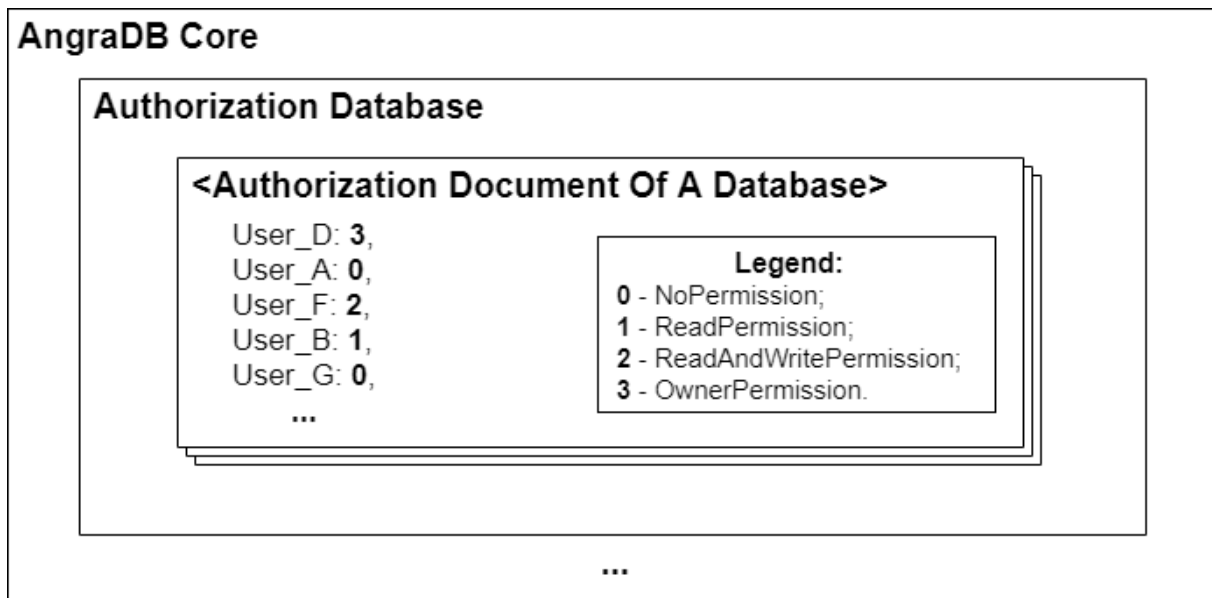 AngraDB Core
Authorization Database
<Authorization Document Of A Database>
User_D: 3,
User_A: 0,
User_F: 2,
User_B: 1,
User_G: 0,
...
Legend:
0 - NoPermission;
1 - ReadPermission;
2 - ReadAndWritePermission;
3 - OwnerPermission.
...